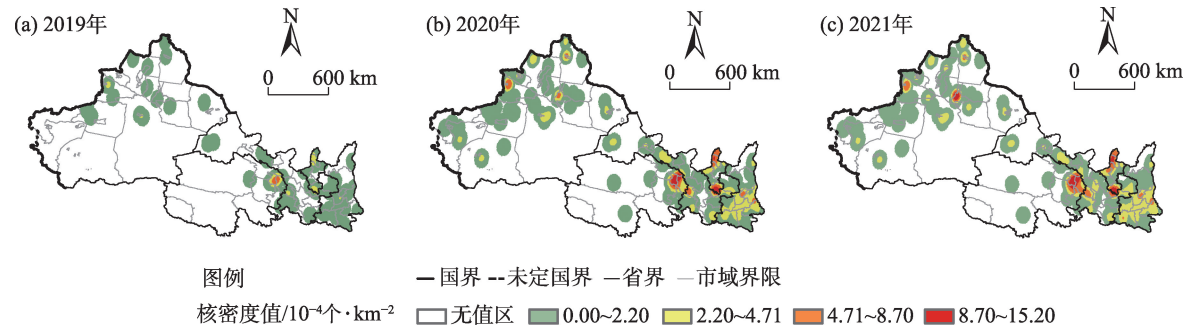 (a) 2019年 N 0 600 km
(b) 2020年 N 0 600 km
(c) 2021年 N 0 600 km
图例 国界 未定国界 省界 市域界限
核密度值/10⁻⁴个·km⁻² 无值区 0.00~2.20 2.20~4.71 4.71~8.70 8.70~15.20